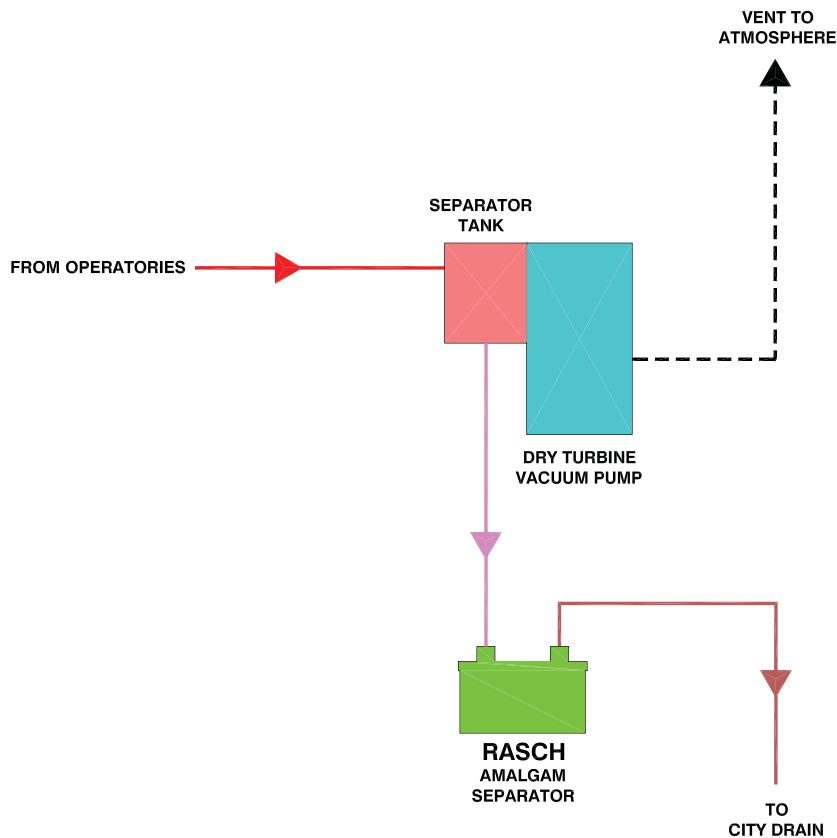 VENT TO
ATMOSPHERE
SEPARATOR
TANK
FROM OPERATORIES
DRY TURBINE
VACUUM PUMP
RASCH
AMALGAM
SEPARATOR
TO
CITY DRAIN